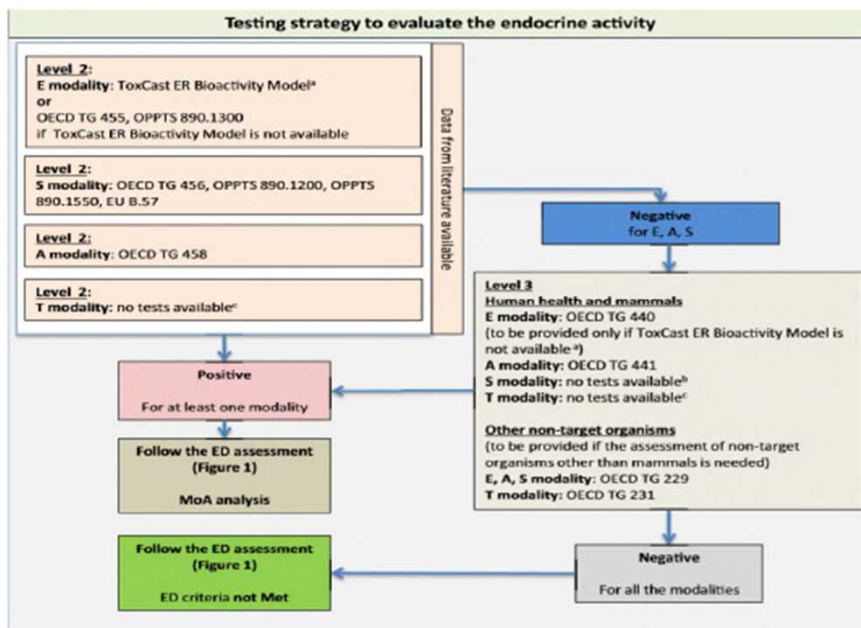 Testing strategy to evaluate the endocrine activity
Level 2:
E modality: ToxCast ER Bioactivity Modelᵃ
or
OECD TG 455, OPPTS 890.1300
if ToxCast ER Bioactivity Model is not available
Level 2:
S modality: OECD TG 456, OPPTS 890.1200, OPPTS
890.1550, EU B.57
Level 2:
A modality: OECD TG 458
Level 2:
T modality: no tests availableᶜ
Data from literature available
Negative
for E, A, S
Level 3
Human health and mammals
E modality: OECD TG 440
(to be provided only if ToxCast ER Bioactivity Model is
not available ᵃ)
A modality: OECD TG 441
S modality: no tests availableᵇ
T modality: no tests availableᶜ
Other non-target organisms
(to be provided if the assessment of non-target
organisms other than mammals is needed)
E, A, S modality: OECD TG 229
T modality: OECD TG 231
Positive
For at least one modality
Follow the ED assessment
(Figure 1)
MoA analysis
Negative
For all the modalities
Follow the ED assessment
(Figure 1)
ED criteria not Met